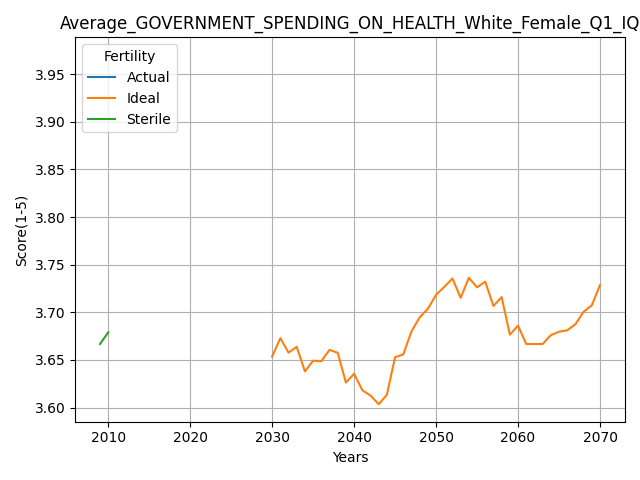 Average_GOVERNMENT_SPENDING_ON_HEALTH_White_Female_Q1_IQ
Fertility
Actual
Ideal
Sterile
3.95
3.90
3.85
3.80
3.75
3.70
3.65
3.60
Score(1-5)
2010 2020 2030 2040 2050 2060 2070
Years